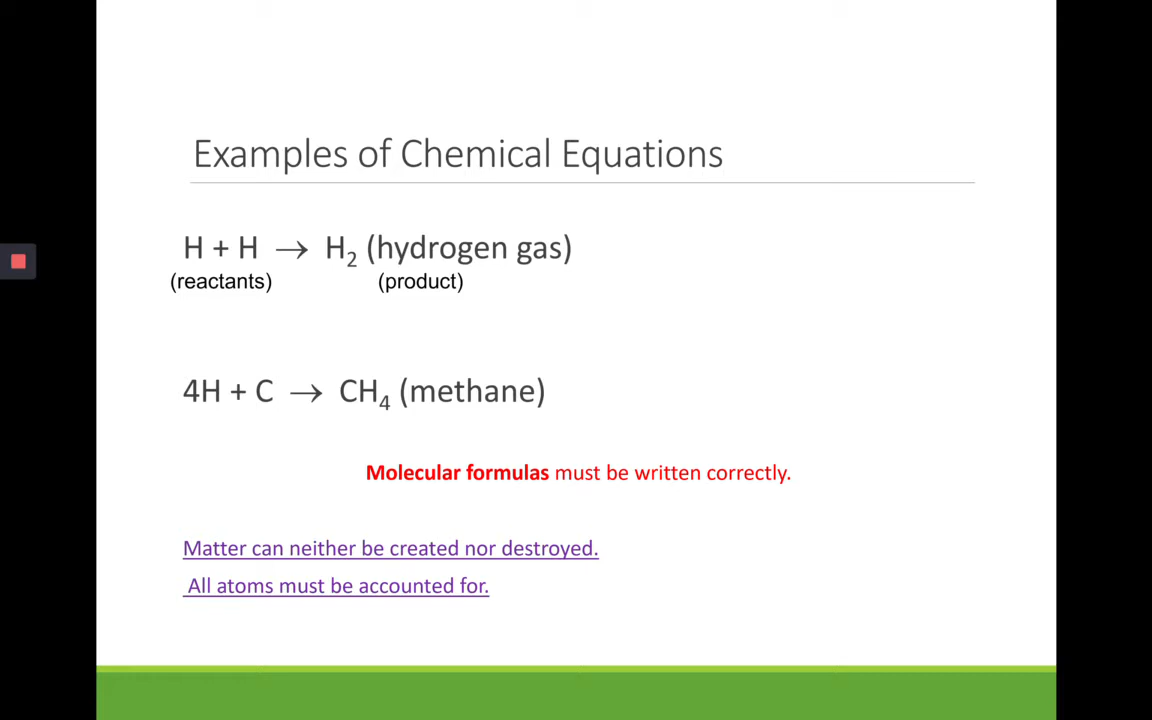 Examples of Chemical Equations
H + H → H₂ (hydrogen gas)
(reactants) (product)
4H + C → CH₄ (methane)
Molecular formulas must be written correctly.
Matter can neither be created nor destroyed.
All atoms must be accounted for.